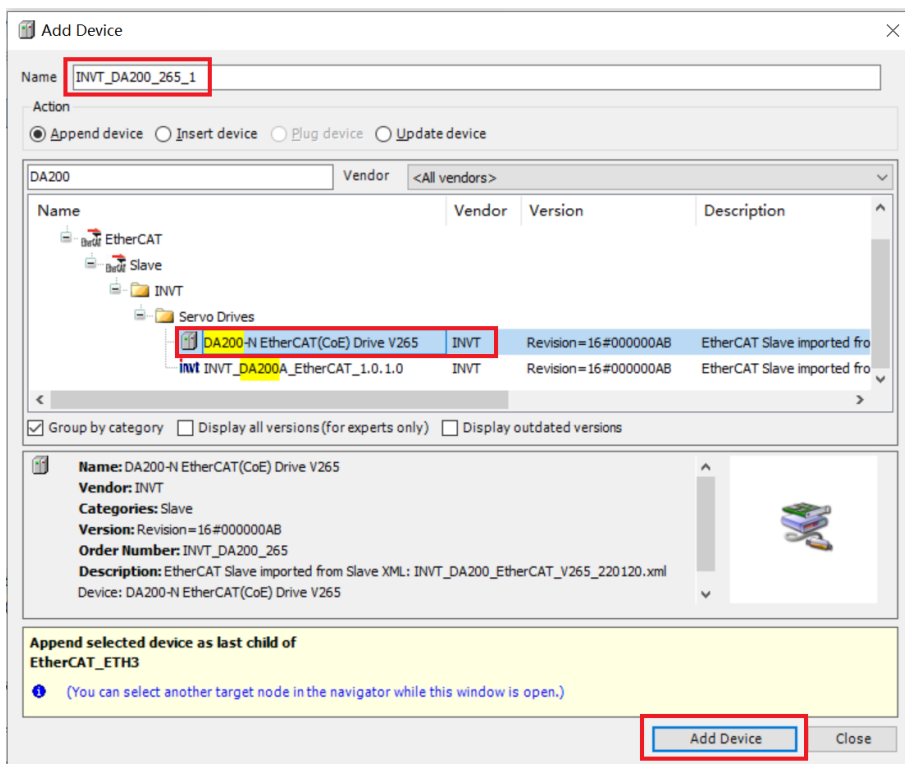 Add Device
Name INVT_DA200_265_1
Action
Append device Insert device Plug device Update device
DA200 Vendor <All vendors>
Name Vendor Version Description
EtherCAT
Slave
INVT
Servo Drives
DA200-N EtherCAT(CoE) Drive V265 INVT Revision=16#000000AB EtherCAT Slave imported fro
invt INVT_DA200A_EtherCAT_1.0.1.0 INVT Revision=16#000000AB EtherCAT Slave imported fro
Group by category Display all versions (for experts only) Display outdated versions
Name: DA200-N EtherCAT(CoE) Drive V265
Vendor: INVT
Categories: Slave
Version: Revision=16#000000AB
Order Number: INVT_DA200_265
Description: EtherCAT Slave imported from Slave XML: INVT_DA200_EtherCAT_V265_220120.xml
Device: DA200-N EtherCAT(CoE) Drive V265
Append selected device as last child of
EtherCAT_ETH3
(You can select another target node in the navigator while this window is open.)
Add Device Close